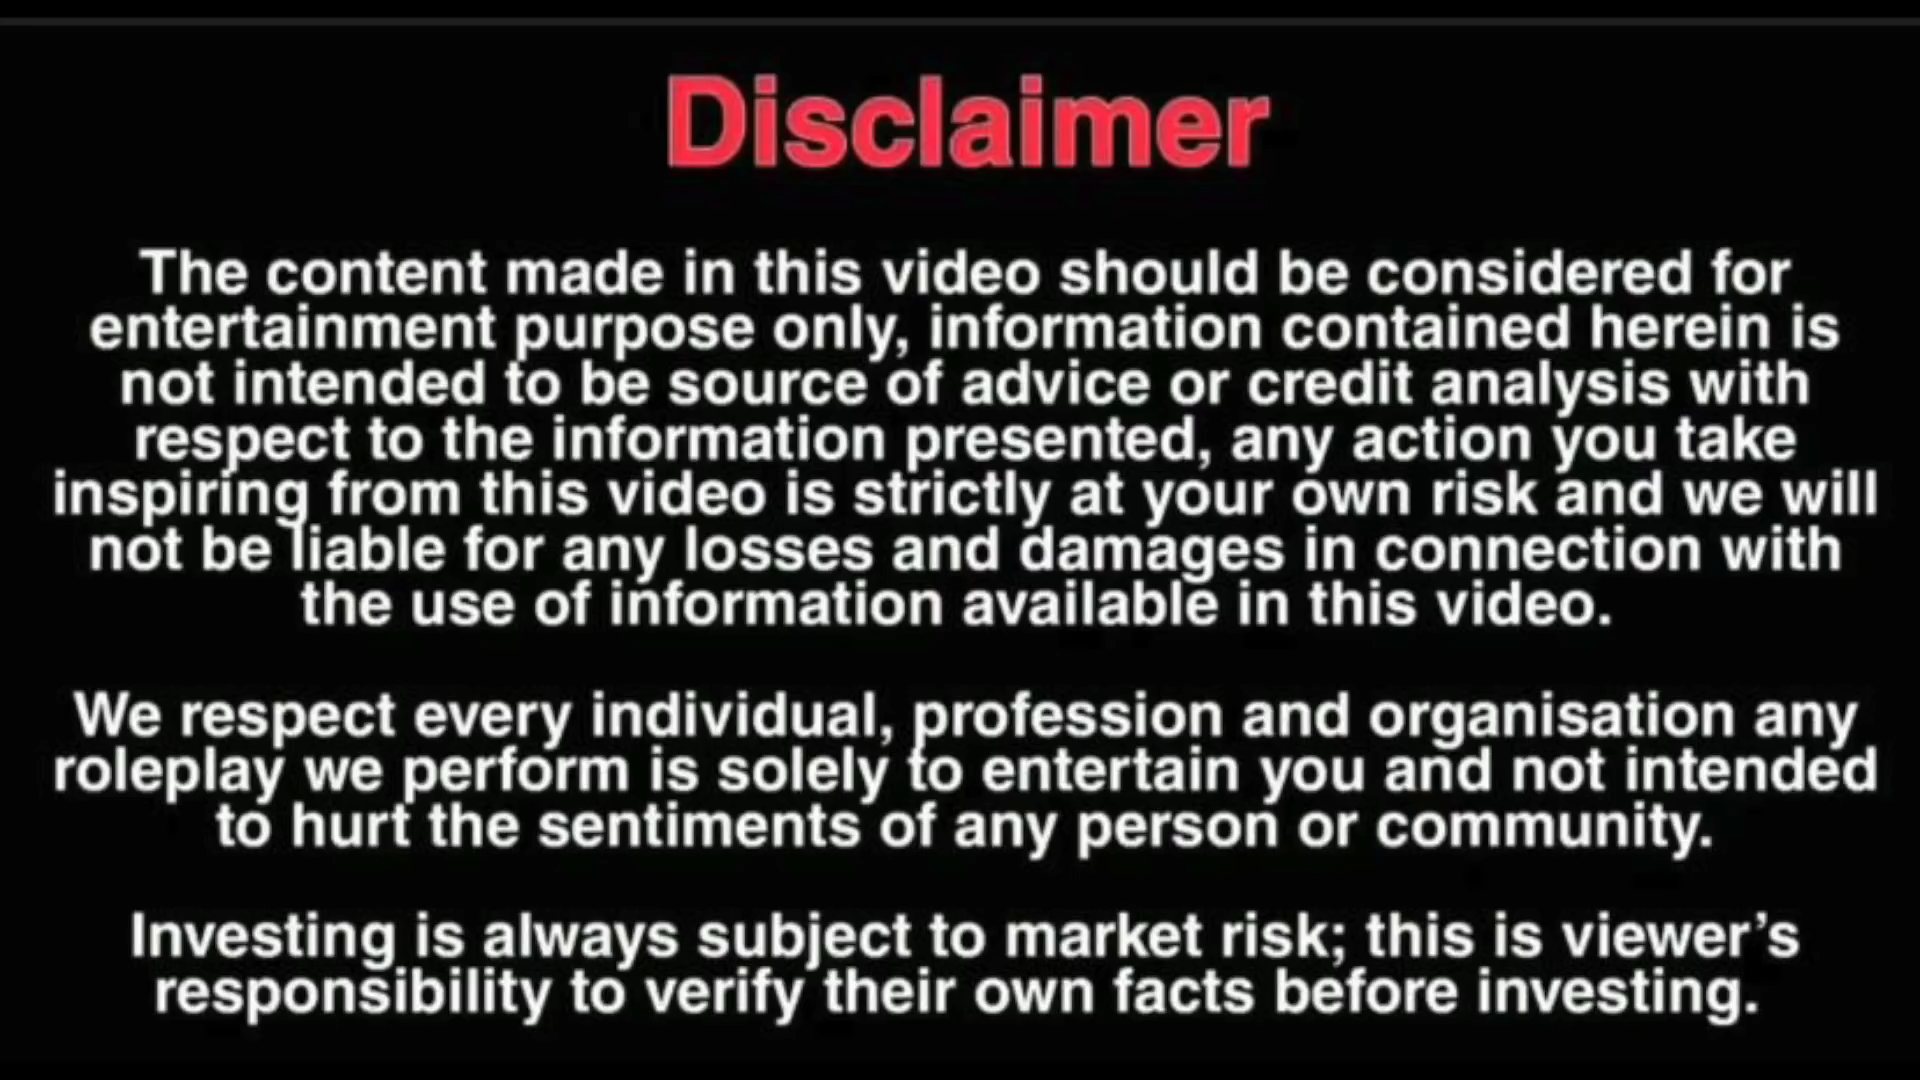 Disclaimer
The content made in this video should be considered for
entertainment purpose only, information contained herein is
not intended to be source of advice or credit analysis with
respect to the information presented, any action you take
inspiring from this video is strictly at your own risk and we will
not be liable for any losses and damages in connection with
the use of information available in this video.
We respect every individual, profession and organisation any
roleplay we perform is solely to entertain you and not intended
to hurt the sentiments of any person or community.
Investing is always subject to market risk; this is viewer’s
responsibility to verify their own facts before investing.